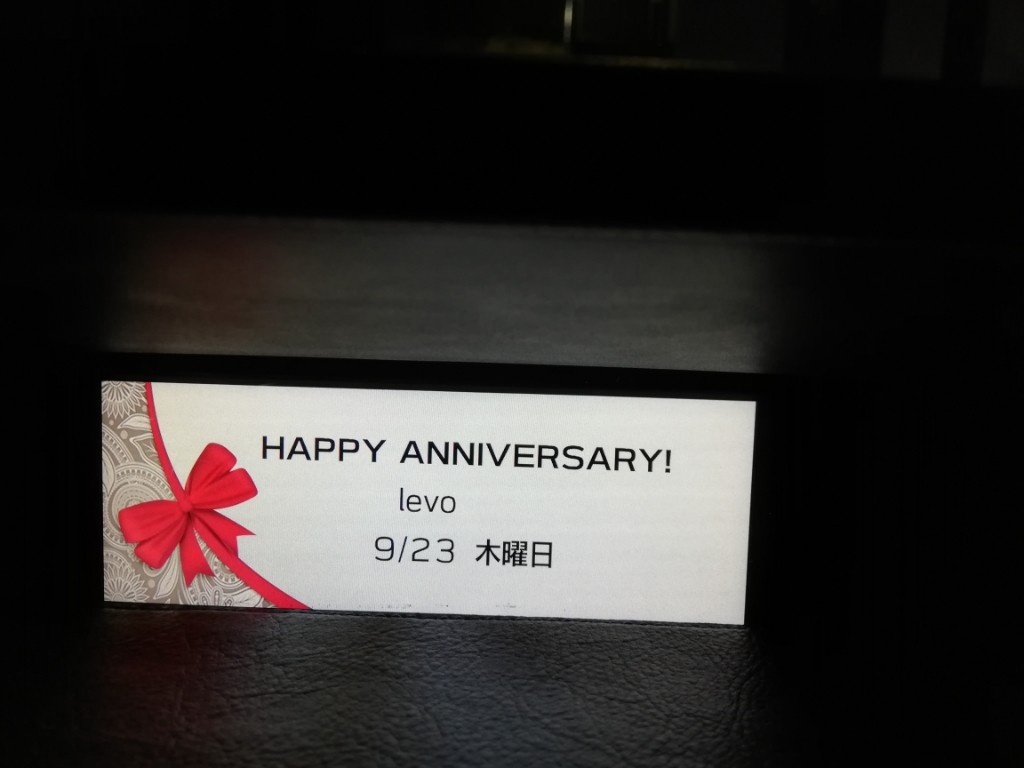 HAPPY ANNIVERSARY!
levo
9/23 木曜日